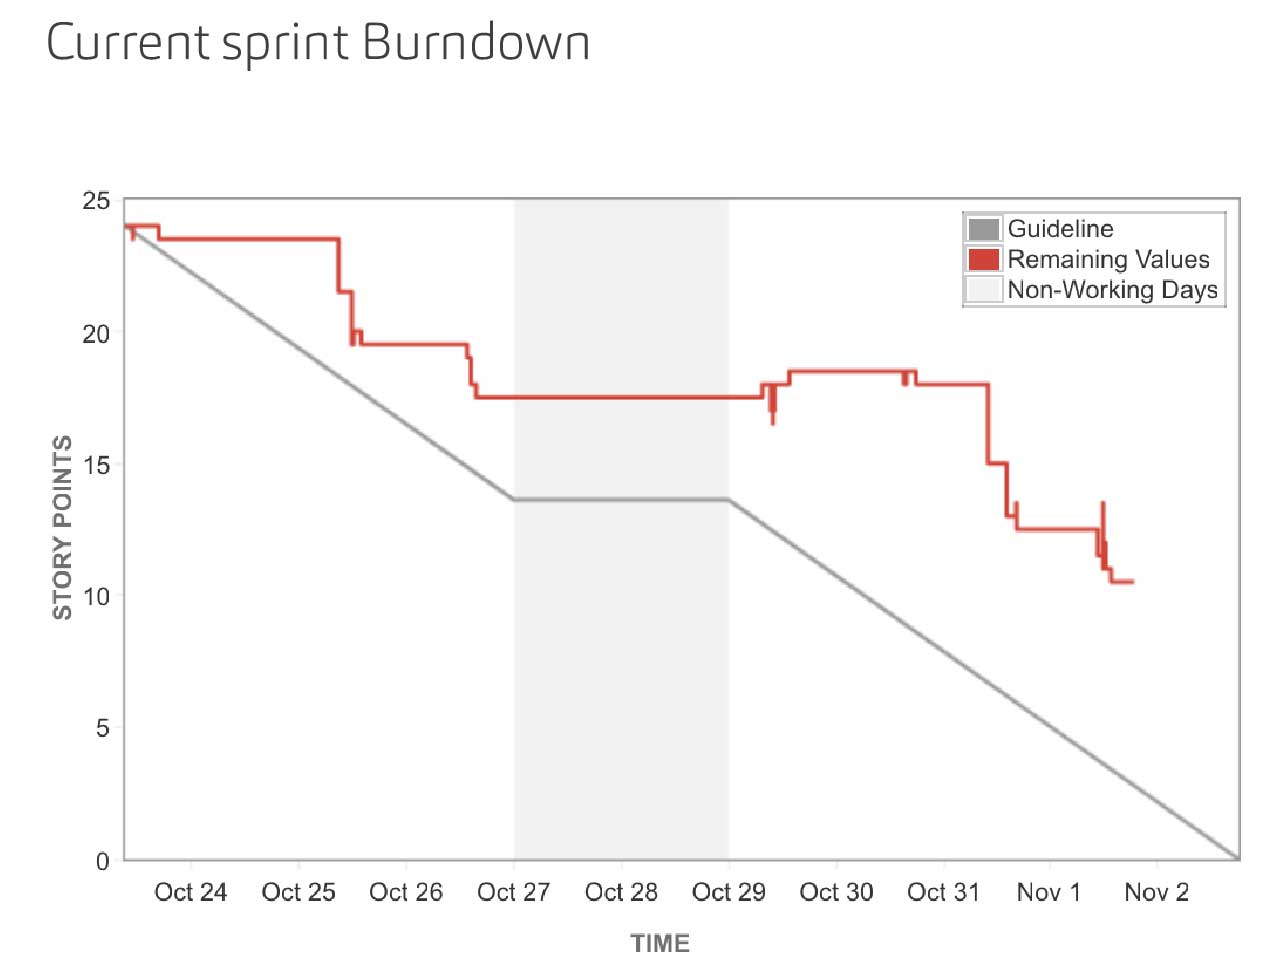 Current sprint Burndown
25
20
15
10
5
0
STORY POINTS
Guideline
Remaining Values
Non-Working Days
Oct 24 Oct 25 Oct 26 Oct 27 Oct 28 Oct 29 Oct 30 Oct 31 Nov 1 Nov 2
TIME